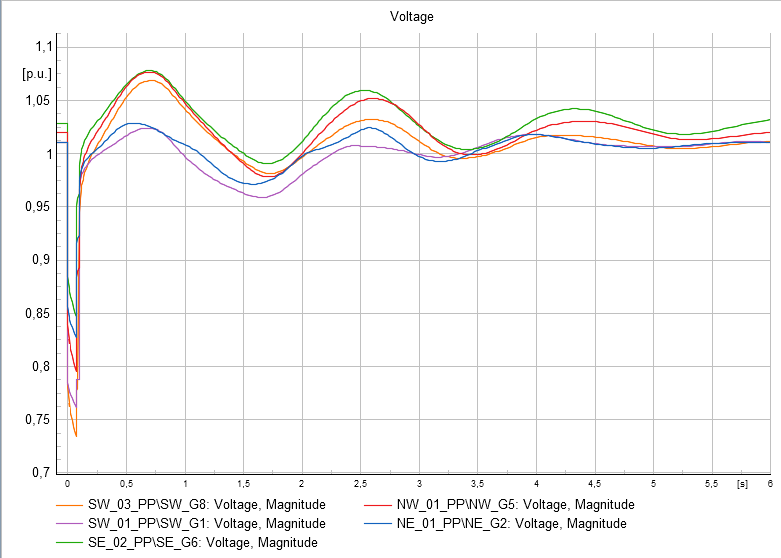 Voltage
1,1
[p.u.]
1,05
1
0,95
0,9
0,85
0,8
0,75
0,7
0 0,5 1 1,5 2 2,5 3 3,5 4 4,5 5 5,5 [s] 6
SW_03_PP\SW_G8: Voltage, Magnitude NW_01_PP\NW_G5: Voltage, Magnitude
SW_01_PP\SW_G1: Voltage, Magnitude NE_01_PP\NE_G2: Voltage, Magnitude
SE_02_PP\SE_G6: Voltage, Magnitude